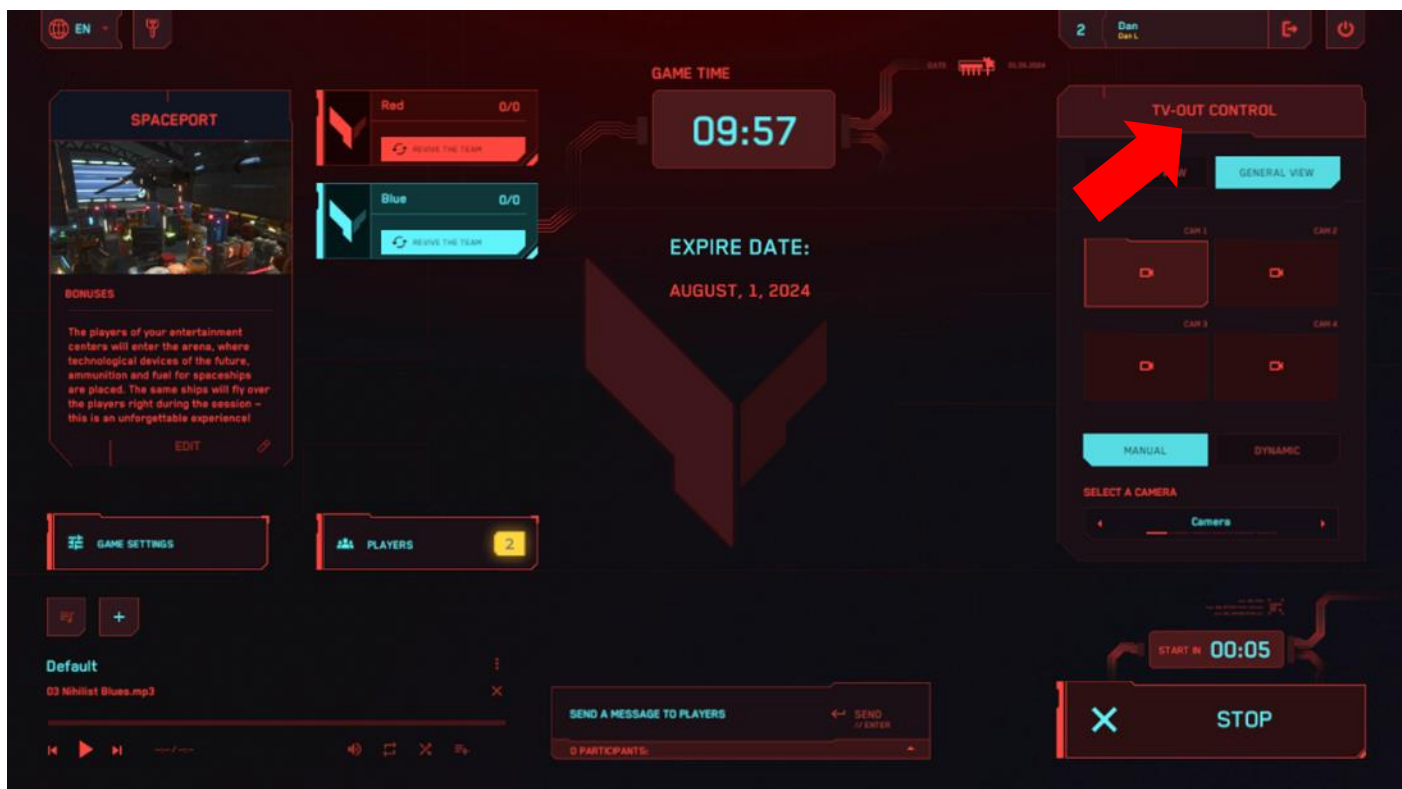 EN
2
Dan
Dan L
GAME TIME
09:57
DATE
01.05.2024
SPACEPORT
BONUSES
The players of your entertainment
centers will enter the arena, where
technological devices of the future,
ammunition and fuel for spaceships
are placed. The same ships will fly over
the players right during the session –
this is an unforgettable experience!
EDIT
Red 0/0
REVIVE THE TEAM
Blue 0/0
REVIVE THE TEAM
EXPIRE DATE:
AUGUST, 1, 2024
TV-OUT CONTROL
GENERAL VIEW
CAM 1
CAM 2
CAM 3
CAM 4
MANUAL
DYNAMIC
SELECT A CAMERA
Camera
GAME SETTINGS
PLAYERS 2
Default
03 Nihilist Blues.mp3
--:-- / --:--
SEND A MESSAGE TO PLAYERS
SEND
// ENTER
0 PARTICIPANTS:
START IN 00:05
STOP